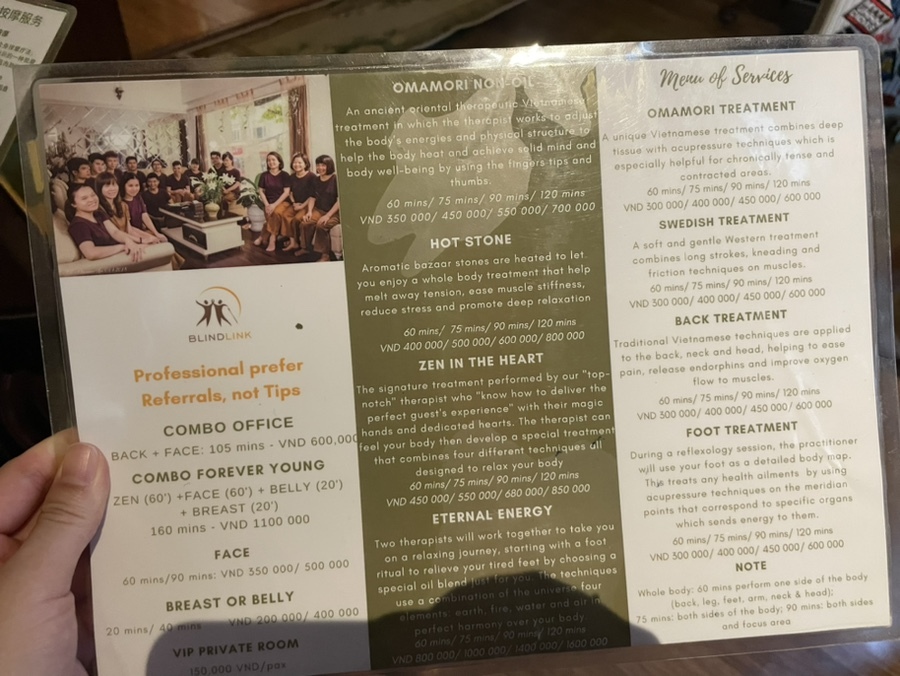 按摩服务
BLINDLINK
Professional prefer
Referrals, not Tips
COMBO OFFICE
BACK + FACE: 105 mins - VND 600,000
COMBO FOREVER YOUNG
ZEN (60') +FACE (60') + BELLY (20')
+ BREAST (20')
160 mins - VND 1100 000
FACE
60 mins/90 mins: VND 350 000/ 500 000
BREAST OR BELLY
20 mins/ 40 mins VND 200 000/ 400 000
VIP PRIVATE ROOM
150.000 VND/pax
OMAMORI NON-OIL
An ancient oriental therapeutic Vietnamese
treatment in which the therapist works to adjust
the body's energies and physical structure to
help the body heat and achieve solid mind and
body well-being by using the fingers tips and
thumbs.
60 mins/ 75 mins/ 90 mins/ 120 mins
VND 350 000/ 450 000/ 550 000/ 700 000
HOT STONE
Aromatic bazaar stones are heated to let.
you enjoy a whole body treatment that help
melt away tension, ease muscle stiffness,
reduce stress and promote deep relaxation
60 mins/ 75 mins/ 90 mins/ 120 mins
VND 400 000/ 500 000/ 600 000/ 800 000
ZEN IN THE HEART
The signature treatment performed by our "top-
notch" therapist who "know how to deliver the
perfect guest's experience" with their magic
hands and dedicated hearts. The therapist can
feel your body then develop a special treatment
that combines four different techniques all
designed to relax your body
60 mins/ 75 mins/ 90 mins/ 120 mins
VND 450 000/ 550 000/ 680 000/ 850 000
ETERNAL ENERGY
Two therapists will work together to take you
on a relaxing journey, starting with a foot
ritual to relieve your tired feet by choosing a
special oil blend just for you. The techniques
use a combination of the universe four
elements: earth, fire, water and air in
perfect harmony over your body.
60 mins/ 75 mins/ 90 mins/ 120 mins
VND 800 000/ 1000 000/ 1400 000/ 1600 000
Menu of Services
OMAMORI TREATMENT
A unique Vietnamese treatment combines deep
tissue with acupressure techniques which is
especially helpful for chronically tense and
contracted areas.
60 mins/ 75 mins/ 90 mins/ 120 mins
VND 300 000/ 400 000/ 450 000/ 600 000
SWEDISH TREATMENT
A soft and gentle Western treatment
combines long strokes, kneading and
friction techniques on muscles.
60 mins/ 75 mins/ 90 mins/ 120 mins
VND 300 000/ 400 000/ 450 000/ 600 000
BACK TREATMENT
Traditional Vietnamese techniques are applied
to the back, neck and head, helping to ease
pain, release endorphins and improve oxygen
flow to muscles.
60 mins/ 75 mins/ 90 mins/ 120 mins
VND 300 000/ 400 000/ 450 000/ 600 000
FOOT TREATMENT
During a reflexology session, the practitioner
will use your foot as a detailed body map.
This treats any health ailments by using
acupressure techniques on the meridian
points that correspond to specific organs
which sends energy to them.
60 mins/ 75 mins/ 90 mins/ 120 mins
VND 300 000/ 400 000/ 450 000/ 600 000
NOTE
Whole body: 60 mins perform one side of the body
(back, leg, feet, arm, neck & head);
75 mins: both sides of the body; 90 mins: both sides
and focus area